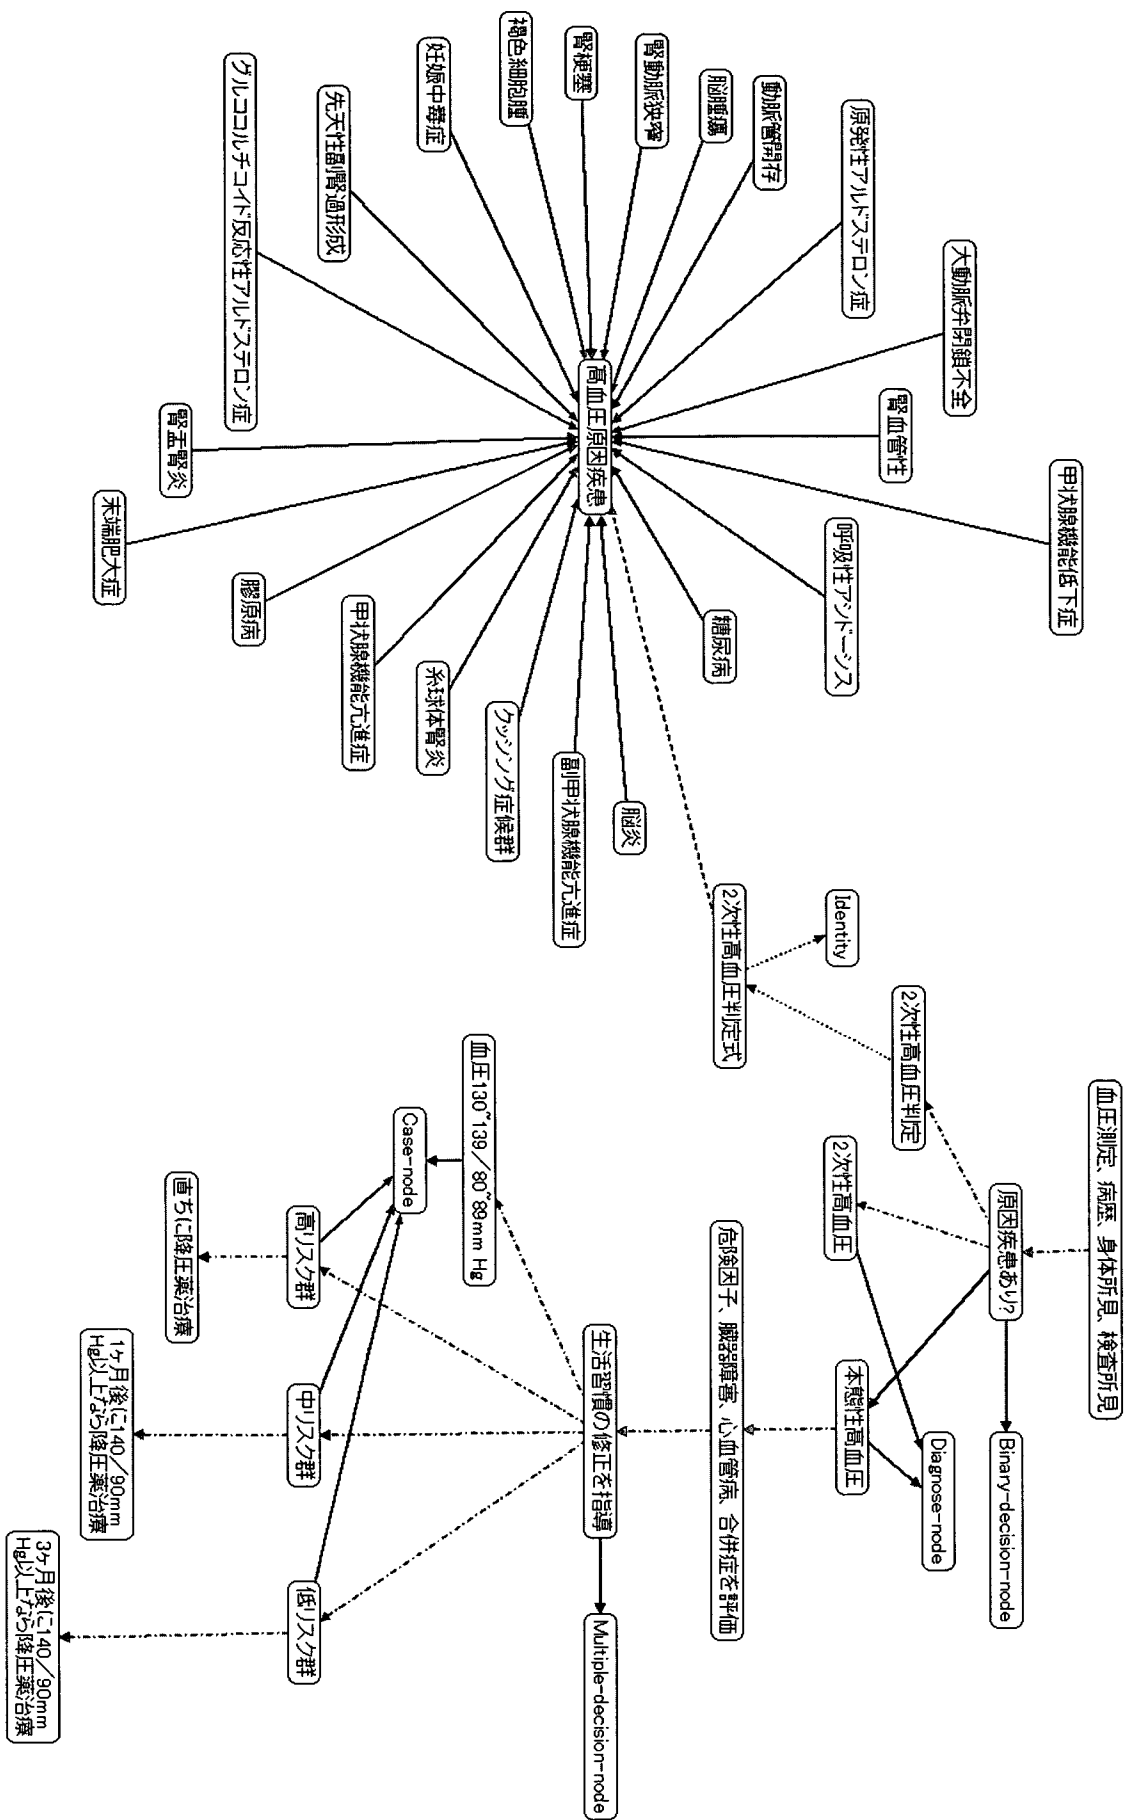 血圧測定、病歴、身体所見、検査所見
原因疾患あり?
Binary-decision-node
2次性高血圧判定
2次性高血圧
本態性高血圧
Diagnose-node
Identity
2次性高血圧判定式
危険因子、臓器障害、心血管病、合併症を評価
生活習慣の修正を指導
Multiple-decision-node
血圧130~139/80~89mm Hg
Case-node
高リスク群
中リスク群
低リスク群
直ちに降圧薬治療
1ヶ月後に140/90mm
Hg以上なら降圧薬治療
3ヶ月後に140/90mm
Hg以上なら降圧薬治療
甲状腺機能低下症
大動脈弁閉鎖不全
腎血管性
原発性アルドステロン症
呼吸性アシドーシス
動脈管開存
脳腫瘍
糖尿病
腎動脈狭窄
脳炎
腎梗塞
高血圧原因疾患
副甲状腺機能亢進症
褐色細胞腫
クッシング症候群
妊娠中毒症
糸球体腎炎
先天性副腎過形成
甲状腺機能亢進症
グルココルチコイド反応性アルドステロン症
膠原病
腎盂腎炎
末端肥大症